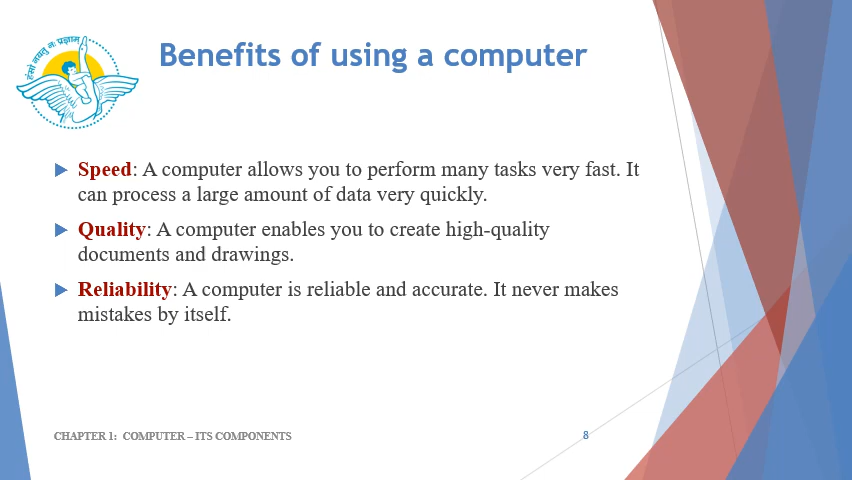 हंसो नयतु नः प्रज्ञाम्
Benefits of using a computer
Speed: A computer allows you to perform many tasks very fast. It
can process a large amount of data very quickly.
Quality: A computer enables you to create high-quality
documents and drawings.
Reliability: A computer is reliable and accurate. It never makes
mistakes by itself.
CHAPTER 1: COMPUTER – ITS COMPONENTS
8